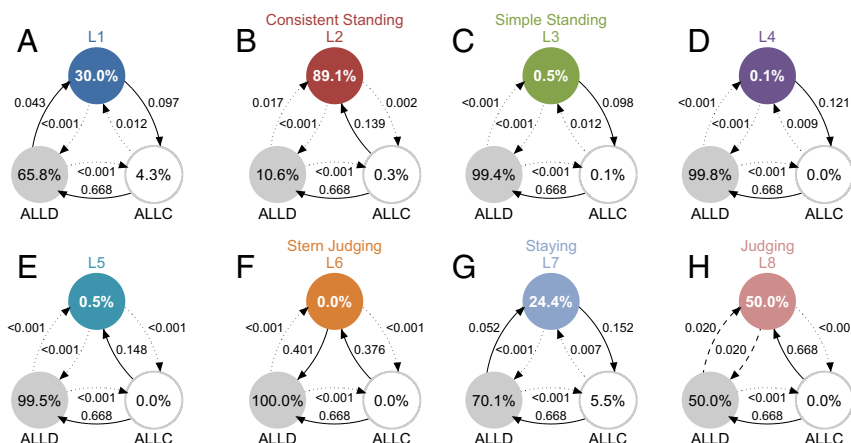 Consistent Standing Simple Standing
A L1 B L2 C L3 D L4
30.0% 89.1% 0.5% 0.1%
0.043 0.097 0.017 0.002 <0.001 0.098 <0.001 0.121
<0.001 0.012 <0.001 0.139 <0.001 0.012 <0.001 0.009
65.8% <0.001 4.3% 10.6% <0.001 0.3% 99.4% <0.001 0.1% 99.8% <0.001 0.0%
0.668 0.668 0.668 0.668
ALLD ALLC ALLD ALLC ALLD ALLC ALLD ALLC
Stern Judging Staying Judging
E L5 F L6 G L7 H L8
0.5% 0.0% 24.4% 50.0%
<0.001 <0.001 <0.001 <0.001 0.052 0.152 0.020 <0.00
<0.001 0.148 0.401 0.376 <0.001 0.007 0.020 0.668
99.5% <0.001 0.0% 100.0% <0.001 0.0% 70.1% <0.001 5.5% 50.0% <0.001 0.0%
0.668 0.668 0.668 0.668
ALLD ALLC ALLD ALLC ALLD ALLC ALLD ALLC